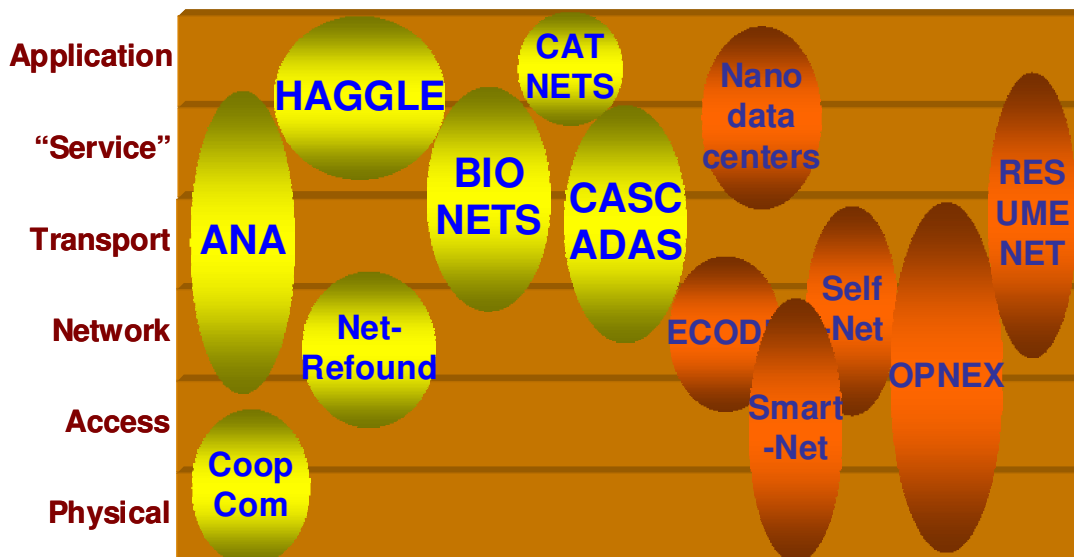 Application
“Service”
Transport
Network
Access
Physical
HAGGLE
CAT
NETS
ANA
BIO
NETS
CASC
ADAS
Net-
Refound
Coop
Com
Nano
data
centers
RES
UME
NET
Self
-Net
OPNEX
Smart
-Net